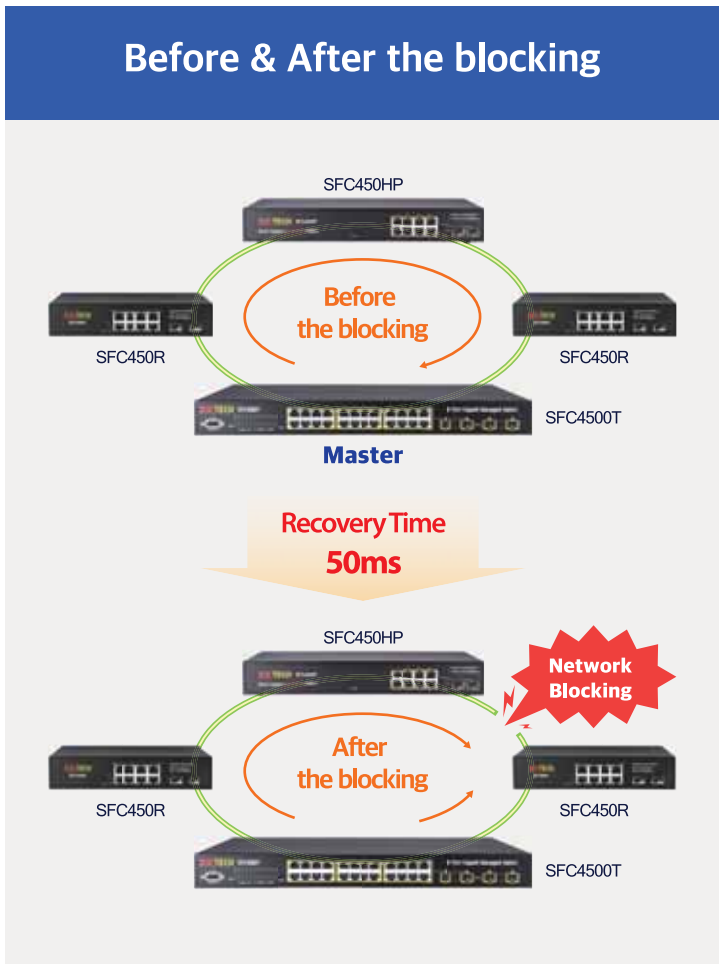 Before & After the blocking
SFC450HP
Before
the blocking
SFC450R
SFC450R
SFC4500T
Master
Recovery Time
50ms
SFC450HP
Network
Blocking
After
the blocking
SFC450R
SFC450R
SFC4500T